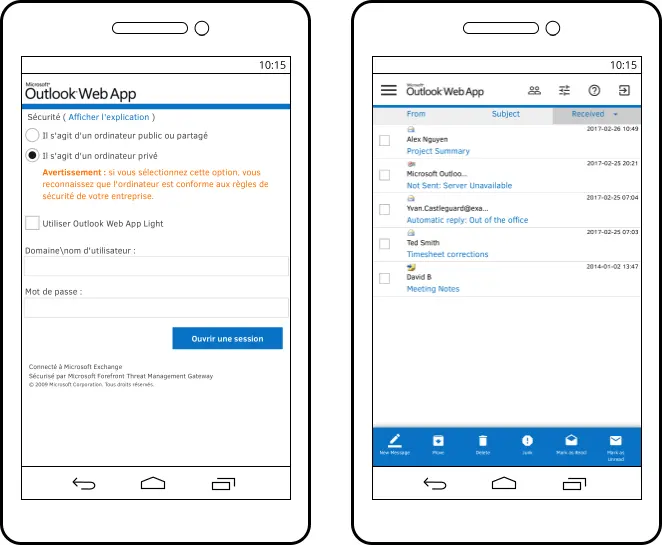 10:15
Microsoft®
Outlook Web App
Sécurité ( Afficher l'explication )
Il s'agit d'un ordinateur public ou partagé
Il s'agit d'un ordinateur privé
Avertissement : si vous sélectionnez cette option, vous
reconnaissez que l'ordinateur est conforme aux règles de
sécurité de votre entreprise.
Utiliser Outlook Web App Light
Domaine\nom d'utilisateur :
Mot de passe :
Ouvrir une session
Connecté à Microsoft Exchange
Sécurisé par Microsoft Forefront Threat Management Gateway
© 2009 Microsoft Corporation. Tous droits réservés.
10:15
Microsoft®
Outlook Web App
From Subject Received
2017-02-26 10:49
Alex Nguyen
Project Summary
2017-02-25 20:21
Microsoft Outloo...
Not Sent: Server Unavailable
2017-02-25 07:04
Yvan.Castleguard@exa...
Automatic reply: Out of the office
2017-02-25 07:03
Ted Smith
Timesheet corrections
2014-01-02 13:47
David B
Meeting Notes
New Message Move Delete Junk Mark as Read Mark as
Unread